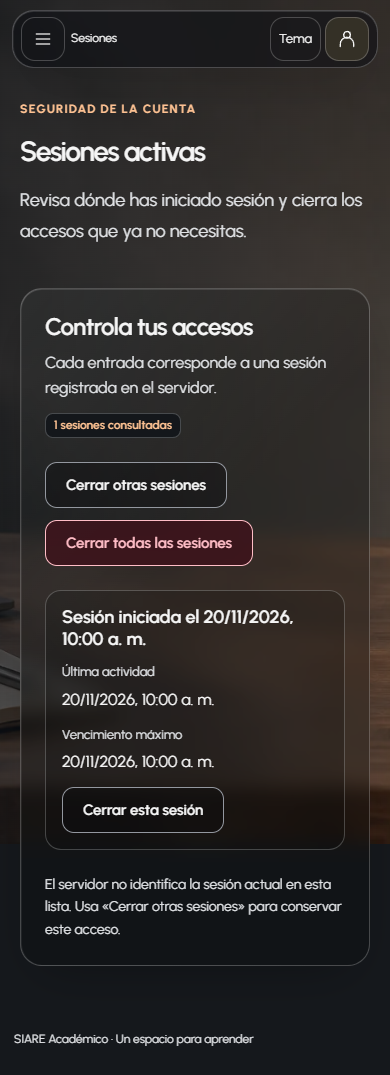 Sesiones
Tema
SEGURIDAD DE LA CUENTA
Sesiones activas
Revisa dónde has iniciado sesión y cierra los
accesos que ya no necesitas.
Controla tus accesos
Cada entrada corresponde a una sesión
registrada en el servidor.
1 sesiones consultadas
Cerrar otras sesiones
Cerrar todas las sesiones
Sesión iniciada el 20/11/2026,
10:00 a. m.
Última actividad
20/11/2026, 10:00 a. m.
Vencimiento máximo
20/11/2026, 10:00 a. m.
Cerrar esta sesión
El servidor no identifica la sesión actual en esta
lista. Usa «Cerrar otras sesiones» para conservar
este acceso.
SIARE Académico · Un espacio para aprender